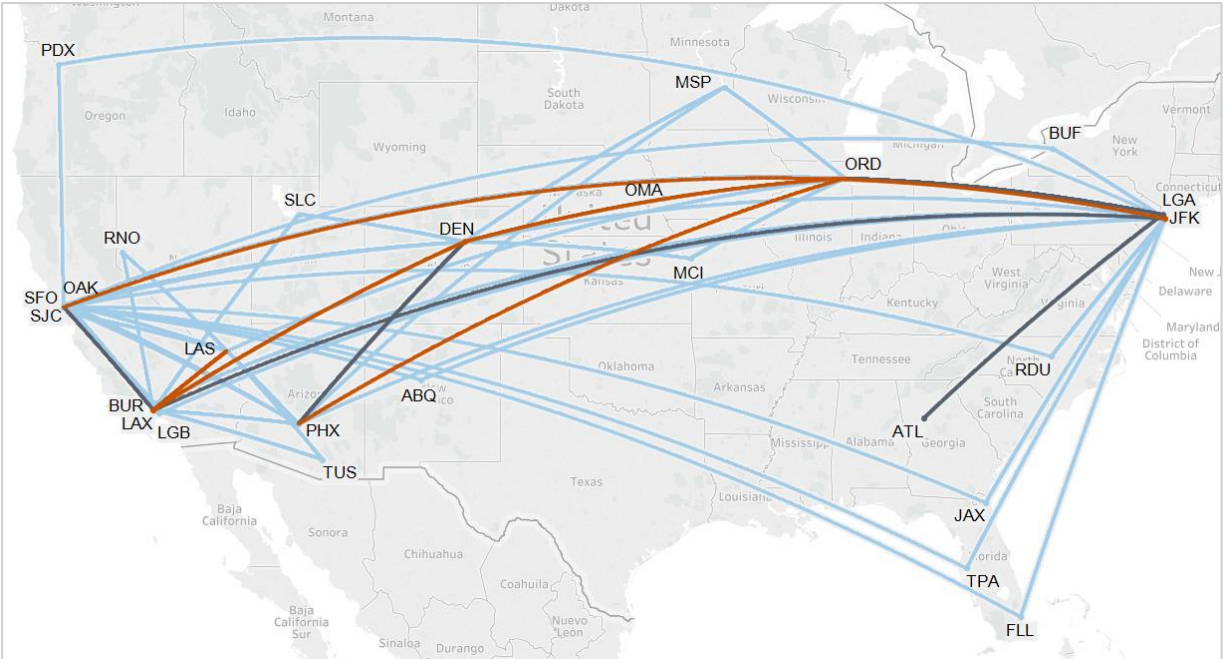 Dakota
Montana
PDX
Minnesota
MSP
South
Dakota
Wisconsin
Vermont
Oregon
Idaho
BUF
New
York
Wyoming
Michigan
ORD
OMA
Connecticut
SLC
LGA
DEN
United
States
JFK
RNO
Illinois
Indiana
Ohio
MCI
Kansas
West
Virginia
New J
OAK
SFO
SJC
Delaware
Kentucky
Virginia
Maryland
LAS
District of
Columbia
Oklahoma
Tennessee
North
RDU
Arkansas
ABQ
BUR
LAX
LGB
PHX
South
Carolina
ATL
Mississippi
Alabama
Georgia
TUS
Texas
Louisiana
Baja
California
JAX
Sonora
Chihuahua
Florida
TPA
Coahuila
Baja
California
Sur
Nuevo
León
FLL
Sinaloa
Durango